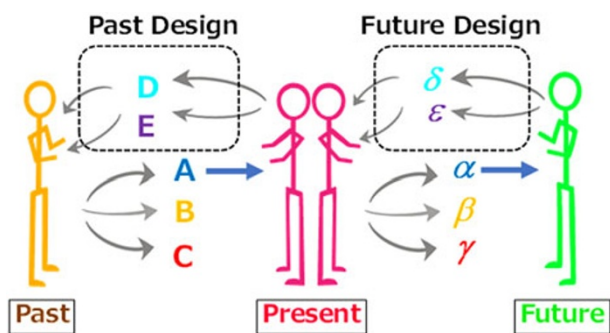 Past Design Future Design
D δ
E ε
A α
B β
C γ
Past Present Future